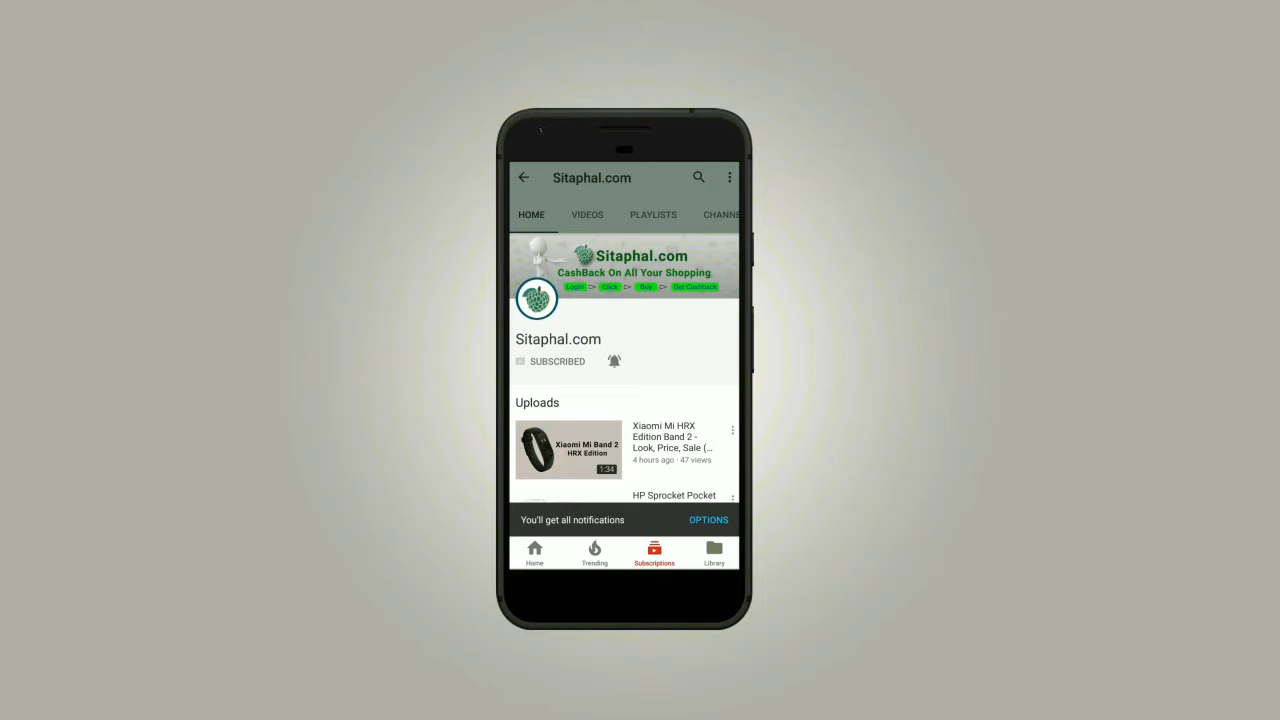 Sitaphal.com
HOME VIDEOS PLAYLISTS CHANNE
Sitaphal.com
CashBack On All Your Shopping
Login Click Buy Get Cashback
Sitaphal.com
SUBSCRIBED
Uploads
Xiaomi Mi Band 2
HRX Edition
1:34
Xiaomi Mi HRX
Edition Band 2 -
Look, Price, Sale (...
4 hours ago · 47 views
HP Sprocket Pocket
You'll get all notifications OPTIONS
Home Trending Subscriptions Library